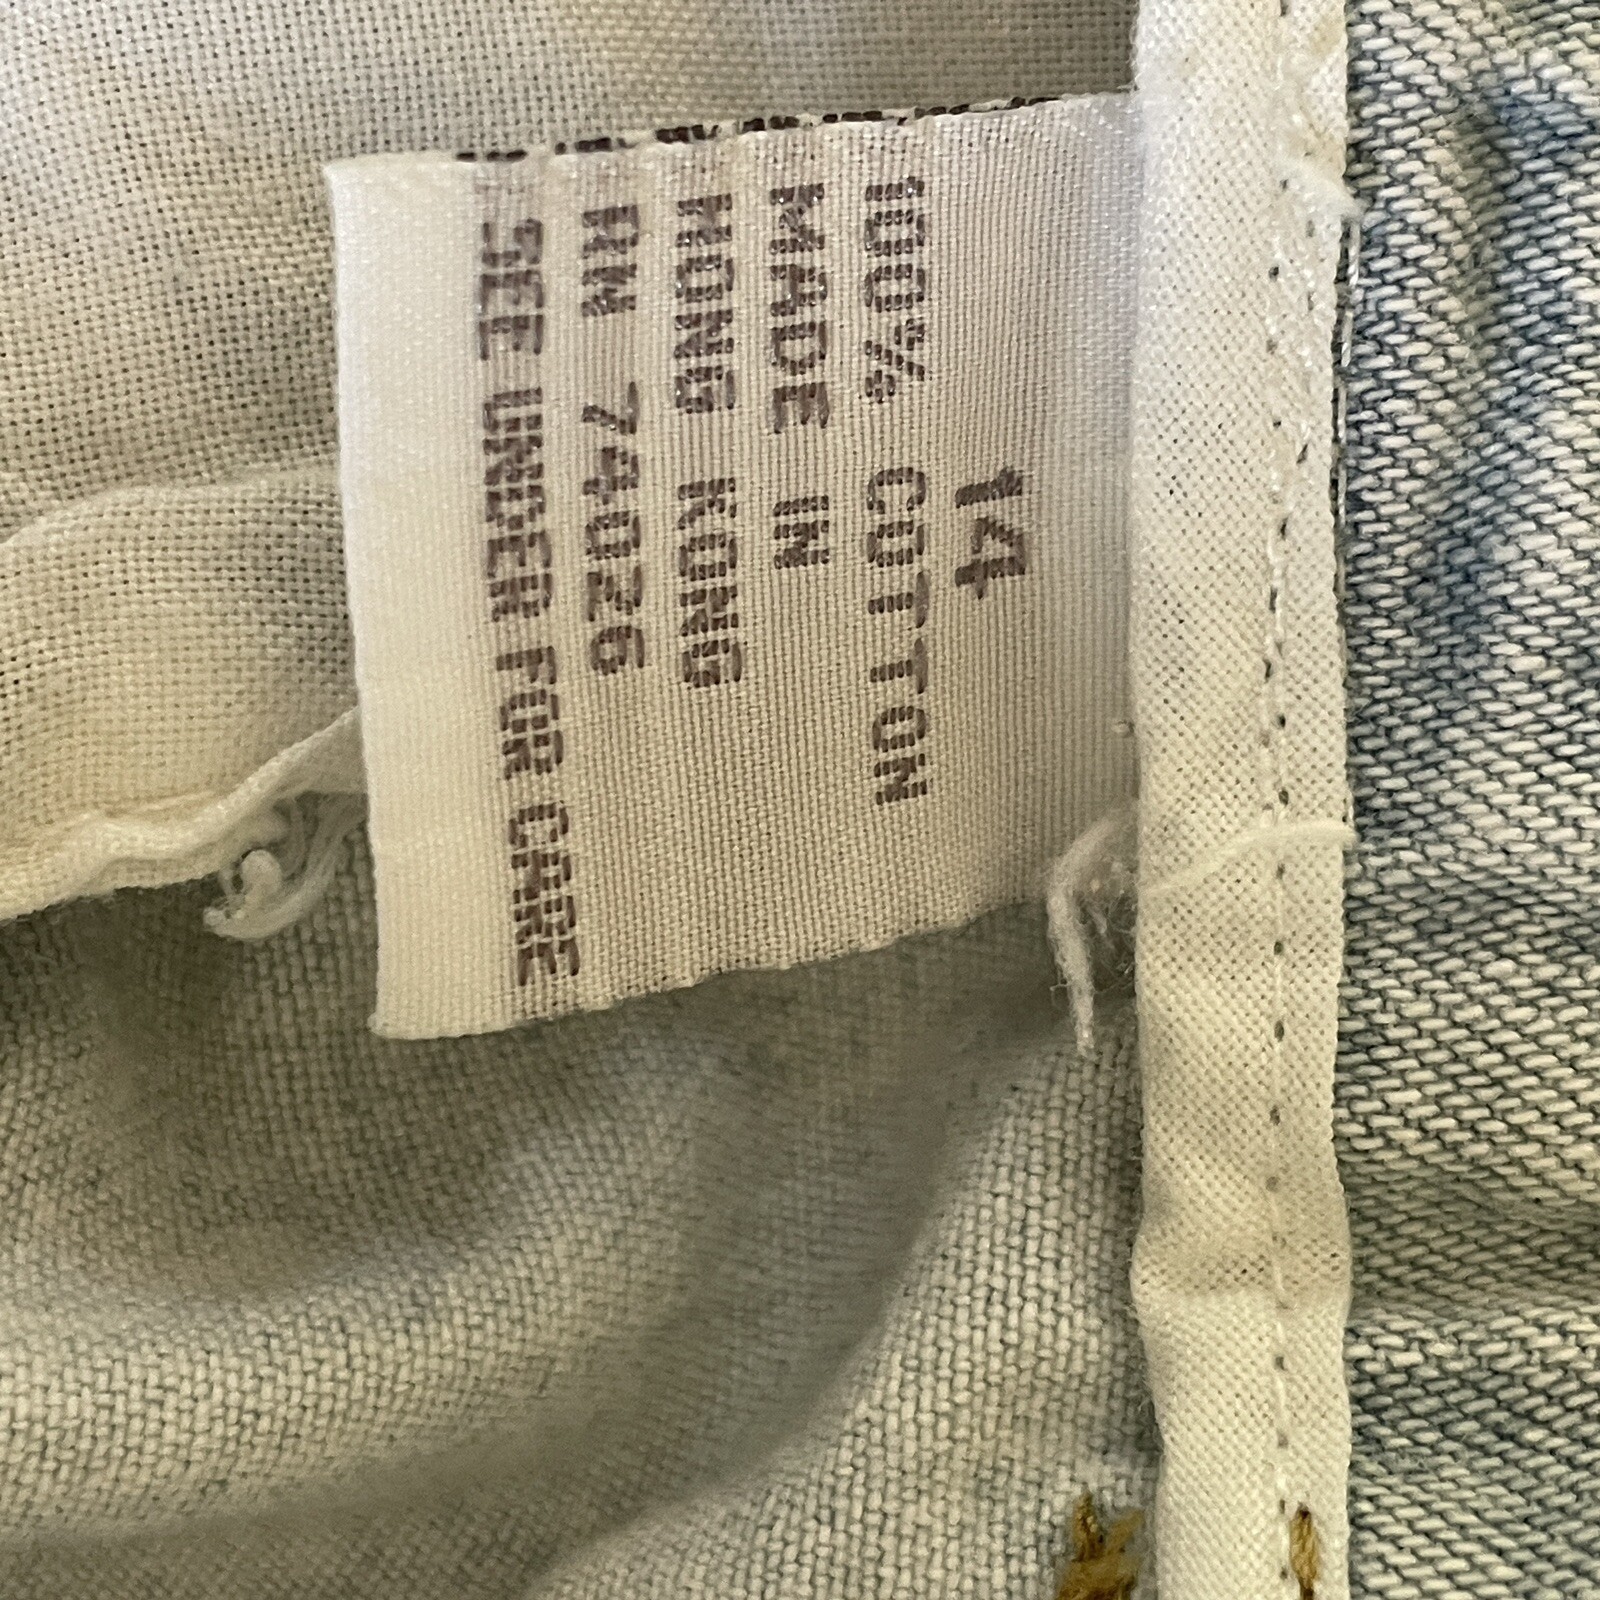 14
100% COTTON
MADE IN
HONG KONG
RN 74026
SEE UNDER FOR CARE